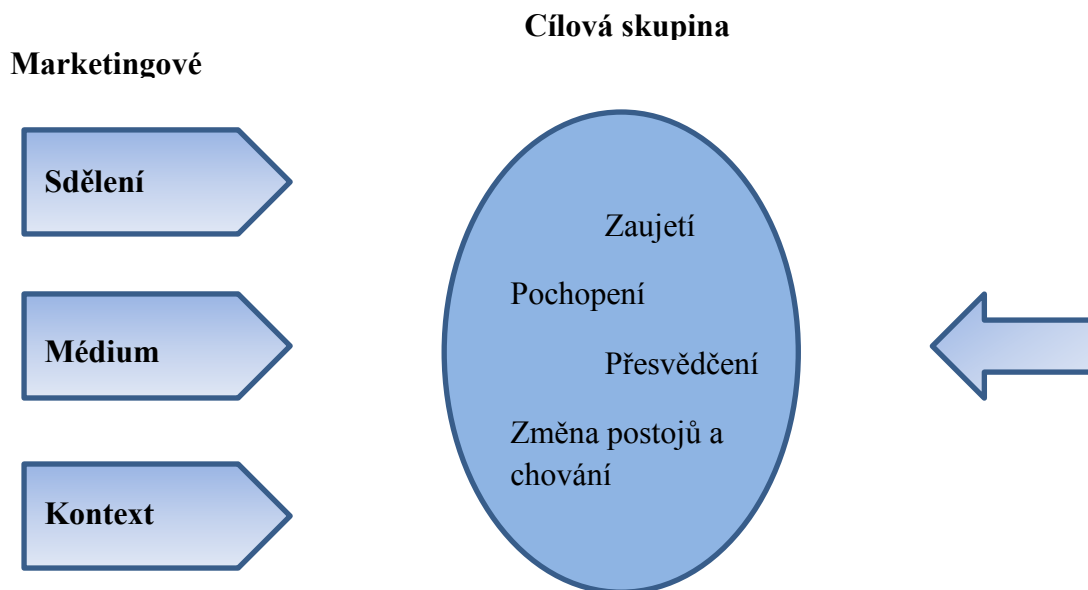 Cílová skupina
Marketingové
Sdělení
Médium
Kontext
Zaujetí
Pochopení
Přesvědčení
Změna postojů a
chování